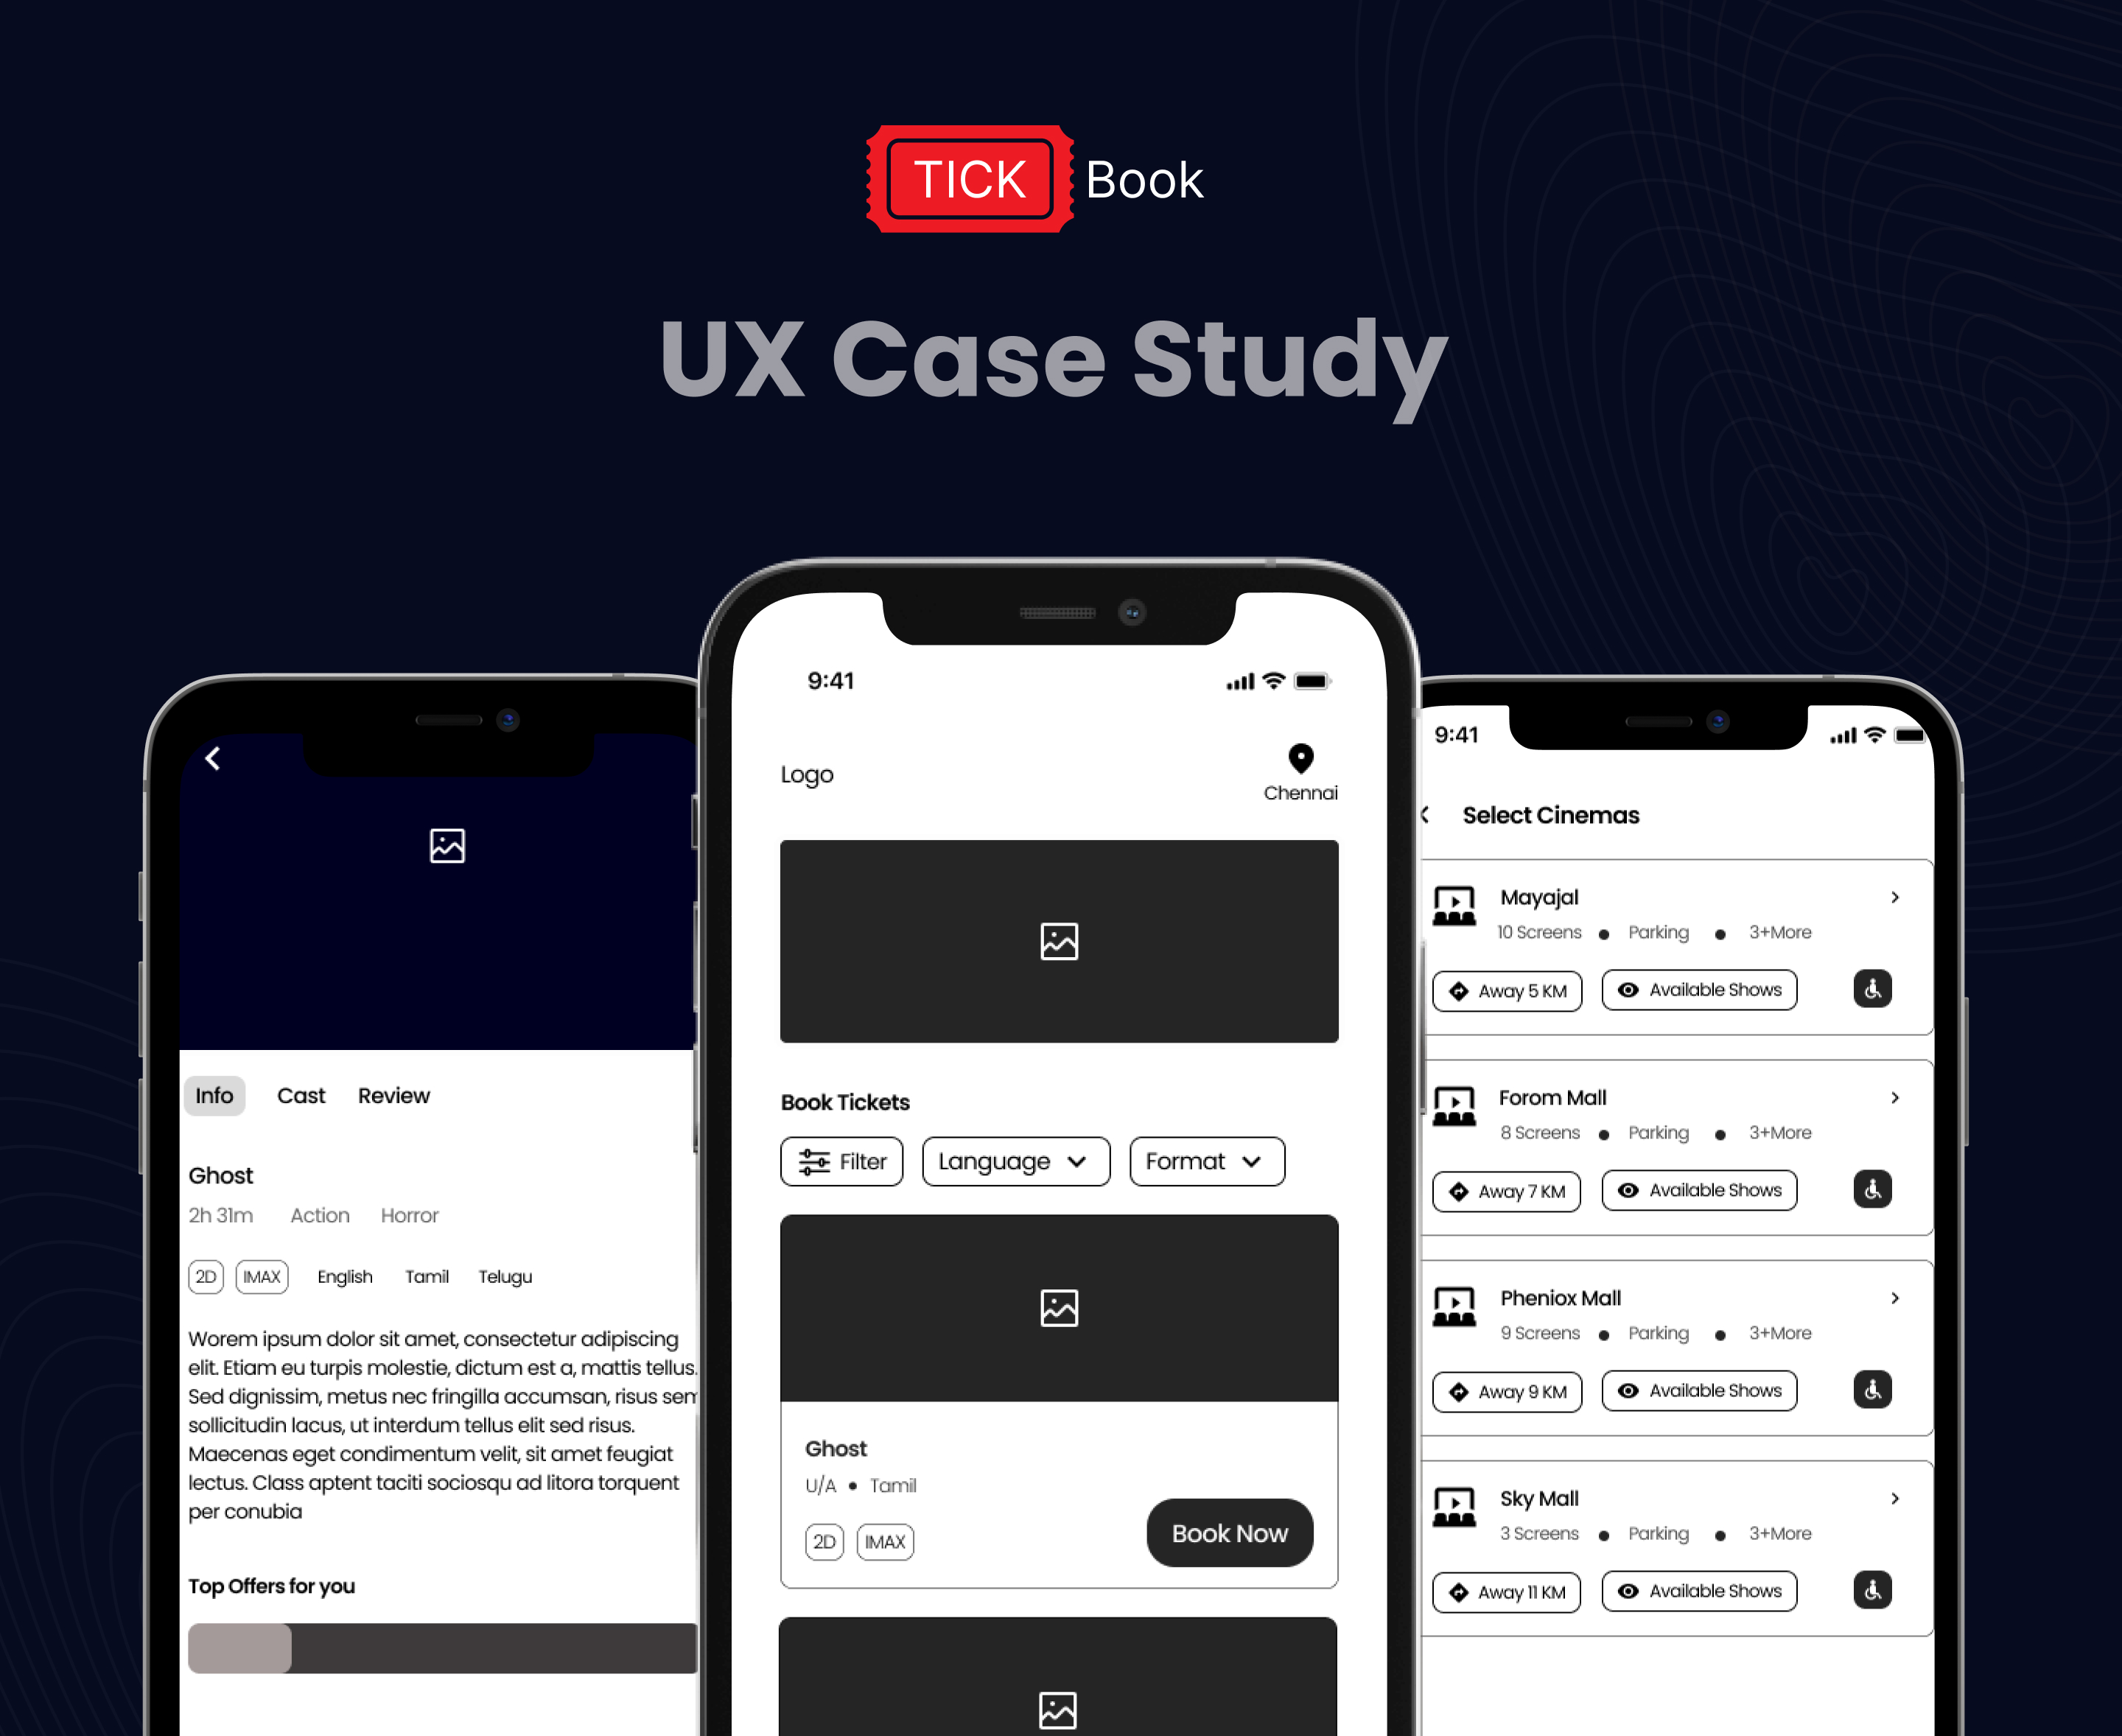 TICK Book
UX Case Study
Info Cast Review
Ghost
2h 31m Action Horror
2D IMAX English Tamil Telugu
Worem ipsum dolor sit amet, consectetur adipiscing
elit. Etiam eu turpis molestie, dictum est a, mattis tellus.
Sed dignissim, metus nec fringilla accumsan, risus sem
sollicitudin lacus, ut interdum tellus elit sed risus.
Maecenas eget condimentum velit, sit amet feugiat
lectus. Class aptent taciti sociosqu ad litora torquent
per conubia
Top Offers for you
9:41
Logo
Chennai
Book Tickets
Filter Language Format
Ghost
U/A • Tamil
2D IMAX
Book Now
9:41
Select Cinemas
Mayajal
10 Screens • Parking • 3+More
Away 5 KM Available Shows
Forom Mall
8 Screens • Parking • 3+More
Away 7 KM Available Shows
Pheniox Mall
9 Screens • Parking • 3+More
Away 9 KM Available Shows
Sky Mall
3 Screens • Parking • 3+More
Away 11 KM Available Shows